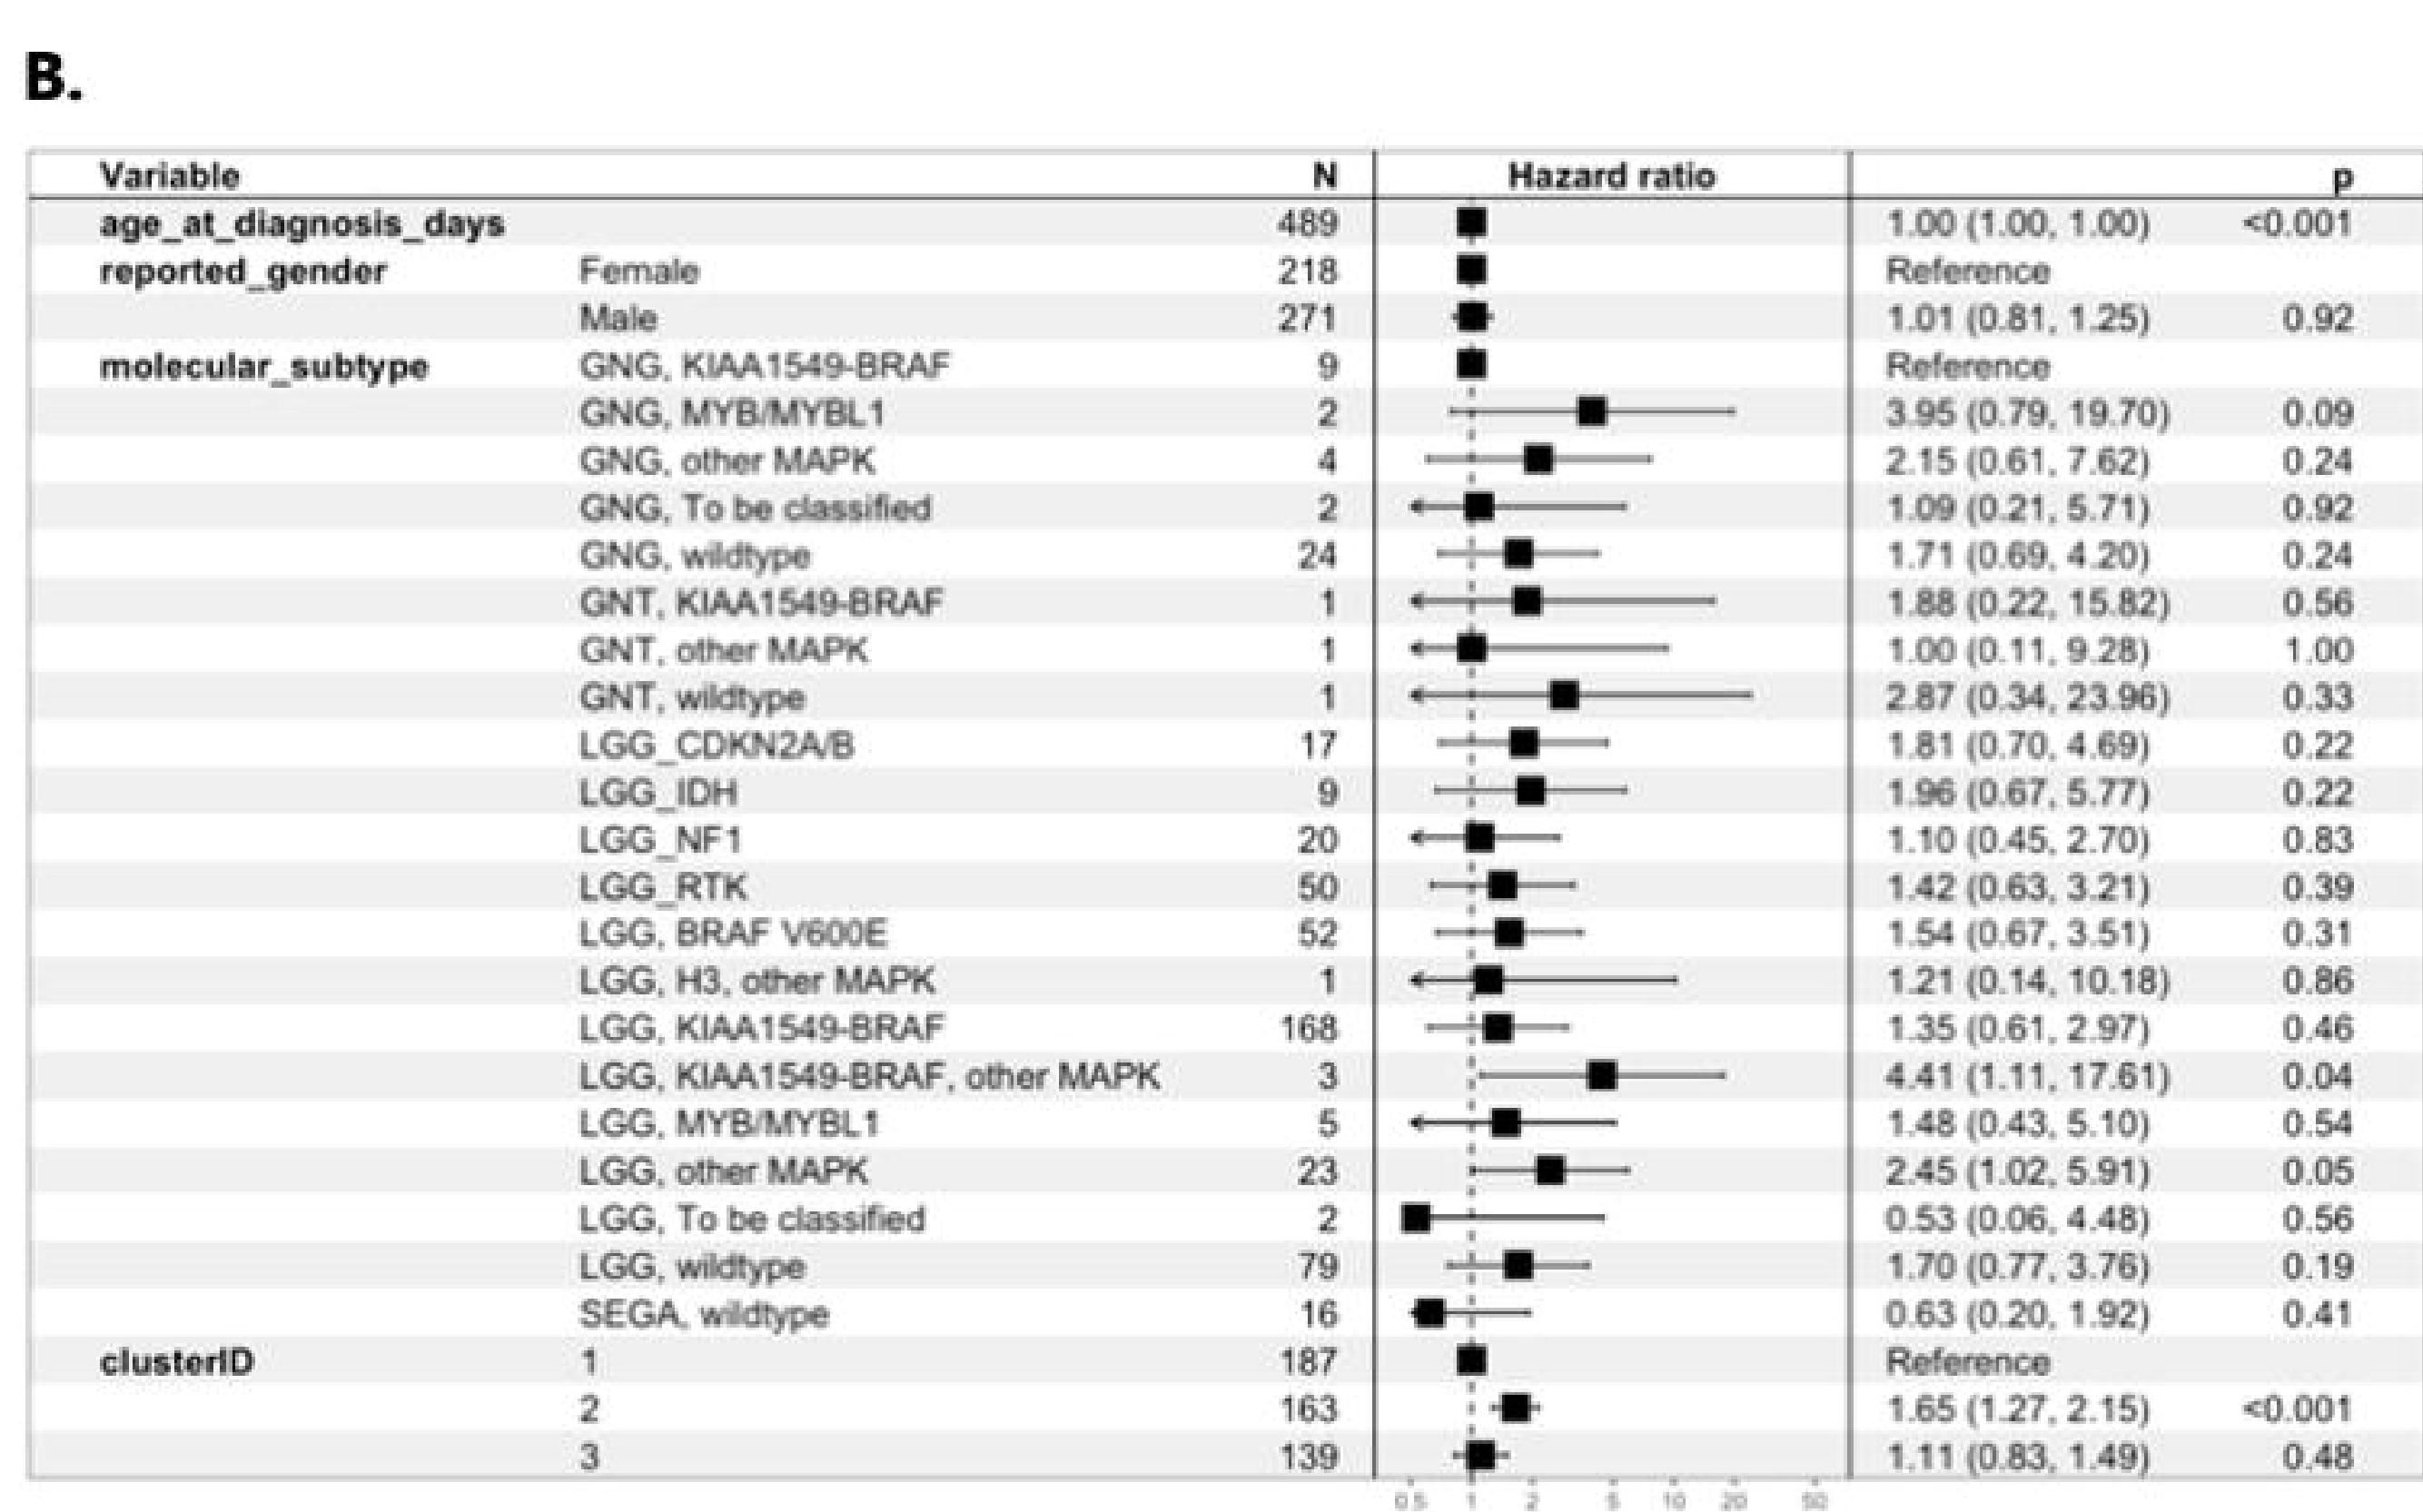 B.
Variable N Hazard ratio p
age_at_diagnosis_days 489 1.00 (1.00, 1.00) <0.001
reported_gender Female 218 Reference
Male 271 1.01 (0.81, 1.25) 0.92
molecular_subtype GNG, KIAA1549-BRAF 9 Reference
GNG, MYB/MYBL1 2 3.95 (0.79, 19.70) 0.09
GNG, other MAPK 4 2.15 (0.61, 7.62) 0.24
GNG, To be classified 2 1.09 (0.21, 5.71) 0.92
GNG, wildtype 24 1.71 (0.69, 4.20) 0.24
GNT, KIAA1549-BRAF 1 1.88 (0.22, 15.82) 0.56
GNT, other MAPK 1 1.00 (0.11, 9.28) 1.00
GNT, wildtype 1 2.87 (0.34, 23.96) 0.33
LGG_CDKN2A/B 17 1.81 (0.70, 4.69) 0.22
LGG_IDH 9 1.96 (0.67, 5.77) 0.22
LGG_NF1 20 1.10 (0.45, 2.70) 0.83
LGG_RTK 50 1.42 (0.63, 3.21) 0.39
LGG, BRAF V600E 52 1.54 (0.67, 3.51) 0.31
LGG, H3, other MAPK 1 1.21 (0.14, 10.18) 0.86
LGG, KIAA1549-BRAF 168 1.35 (0.61, 2.97) 0.46
LGG, KIAA1549-BRAF, other MAPK 3 4.41 (1.11, 17.61) 0.04
LGG, MYB/MYBL1 5 1.48 (0.43, 5.10) 0.54
LGG, other MAPK 23 2.45 (1.02, 5.91) 0.05
LGG, To be classified 2 0.53 (0.06, 4.48) 0.56
LGG, wildtype 79 1.70 (0.77, 3.76) 0.19
SEGA, wildtype 16 0.63 (0.20, 1.92) 0.41
clusterID 1 187 Reference
2 163 1.65 (1.27, 2.15) <0.001
3 139 1.11 (0.83, 1.49) 0.48
0.5 1 2 5 10 20 50